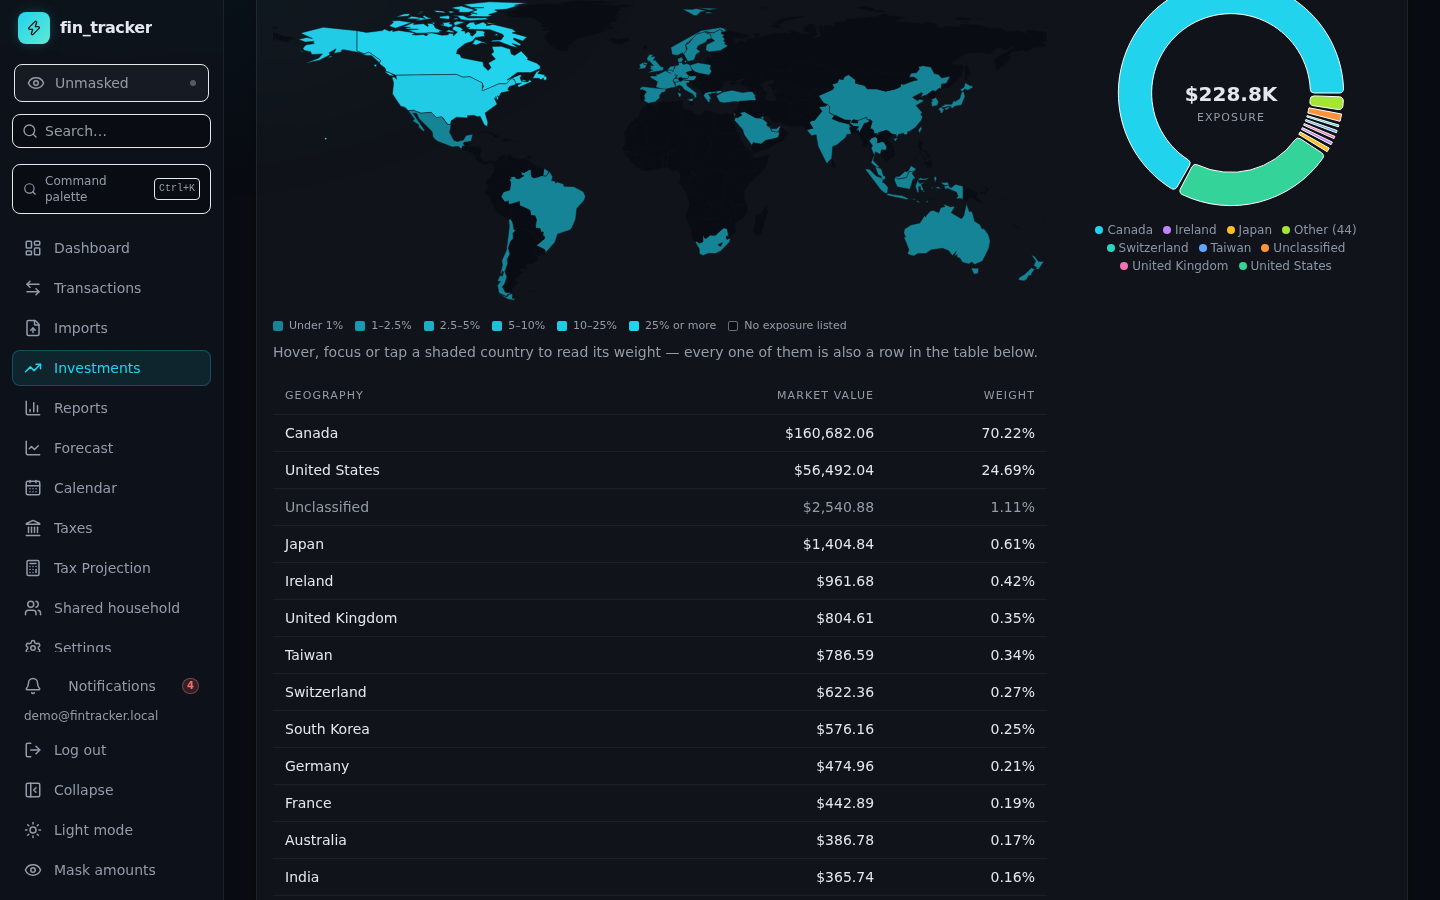 fin_tracker
Unmasked
Search...
Command palette
Ctrl+K
Dashboard
Transactions
Imports
Investments
Reports
Forecast
Calendar
Taxes
Tax Projection
Shared household
Settings
Notifications
4
demo@fintracker.local
Log out
Collapse
Light mode
Mask amounts
Under 1%
1–2.5%
2.5–5%
5–10%
10–25%
25% or more
No exposure listed
Hover, focus or tap a shaded country to read its weight — every one of them is also a row in the table below.
GEOGRAPHY MARKET VALUE WEIGHT
Canada $160,682.06 70.22%
United States $56,492.04 24.69%
Unclassified $2,540.88 1.11%
Japan $1,404.84 0.61%
Ireland $961.68 0.42%
United Kingdom $804.61 0.35%
Taiwan $786.59 0.34%
Switzerland $622.36 0.27%
South Korea $576.16 0.25%
Germany $474.96 0.21%
France $442.89 0.19%
Australia $386.78 0.17%
India $365.74 0.16%
$228.8K
EXPOSURE
Canada Ireland Japan Other (44)
Switzerland Taiwan Unclassified
United Kingdom United States